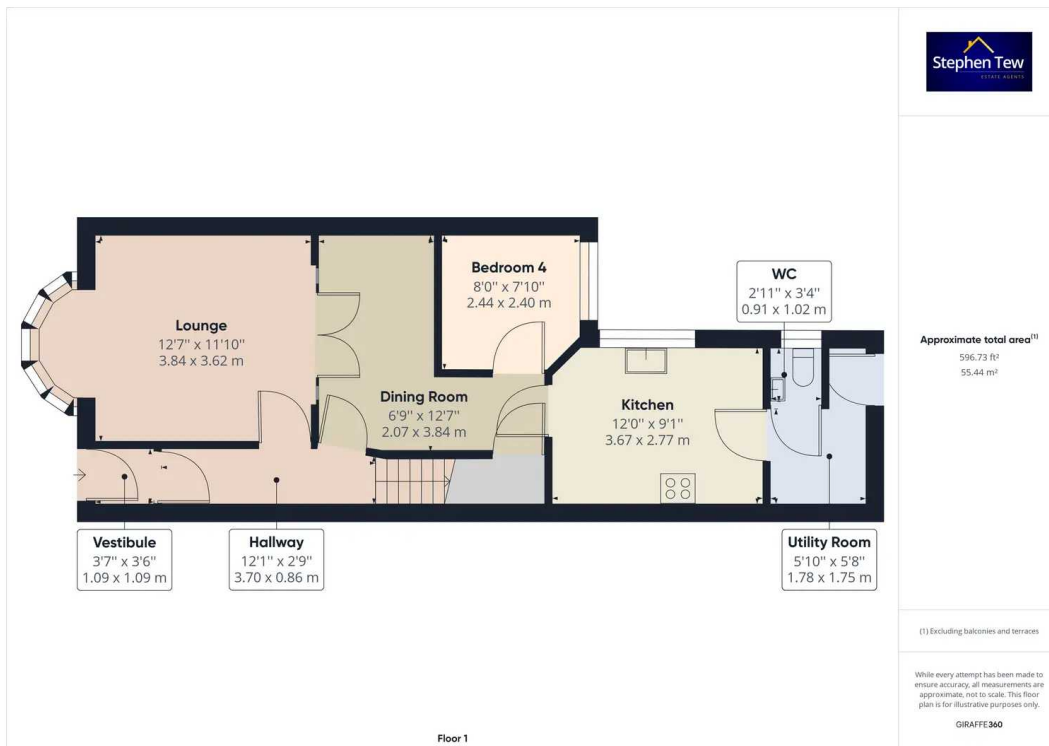 Stephen Tew
ESTATE AGENTS
Lounge
12'7" x 11'10"
3.84 x 3.62 m
Bedroom 4
8'0" x 7'10"
2.44 x 2.40 m
WC
2'11" x 3'4"
0.91 x 1.02 m
Dining Room
6'9" x 12'7"
2.07 x 3.84 m
Kitchen
12'0" x 9'1"
3.67 x 2.77 m
Vestibule
3'7" x 3'6"
1.09 x 1.09 m
Hallway
12'1" x 2'9"
3.70 x 0.86 m
Utility Room
5'10" x 5'8"
1.78 x 1.75 m
Floor 1
Approximate total area(1)
596.73 ft²
55.44 m²
(1) Excluding balconies and terraces
While every attempt has been made to
ensure accuracy, all measurements are
approximate, not to scale. This floor
plan is for illustrative purposes only.
GIRAFFE360